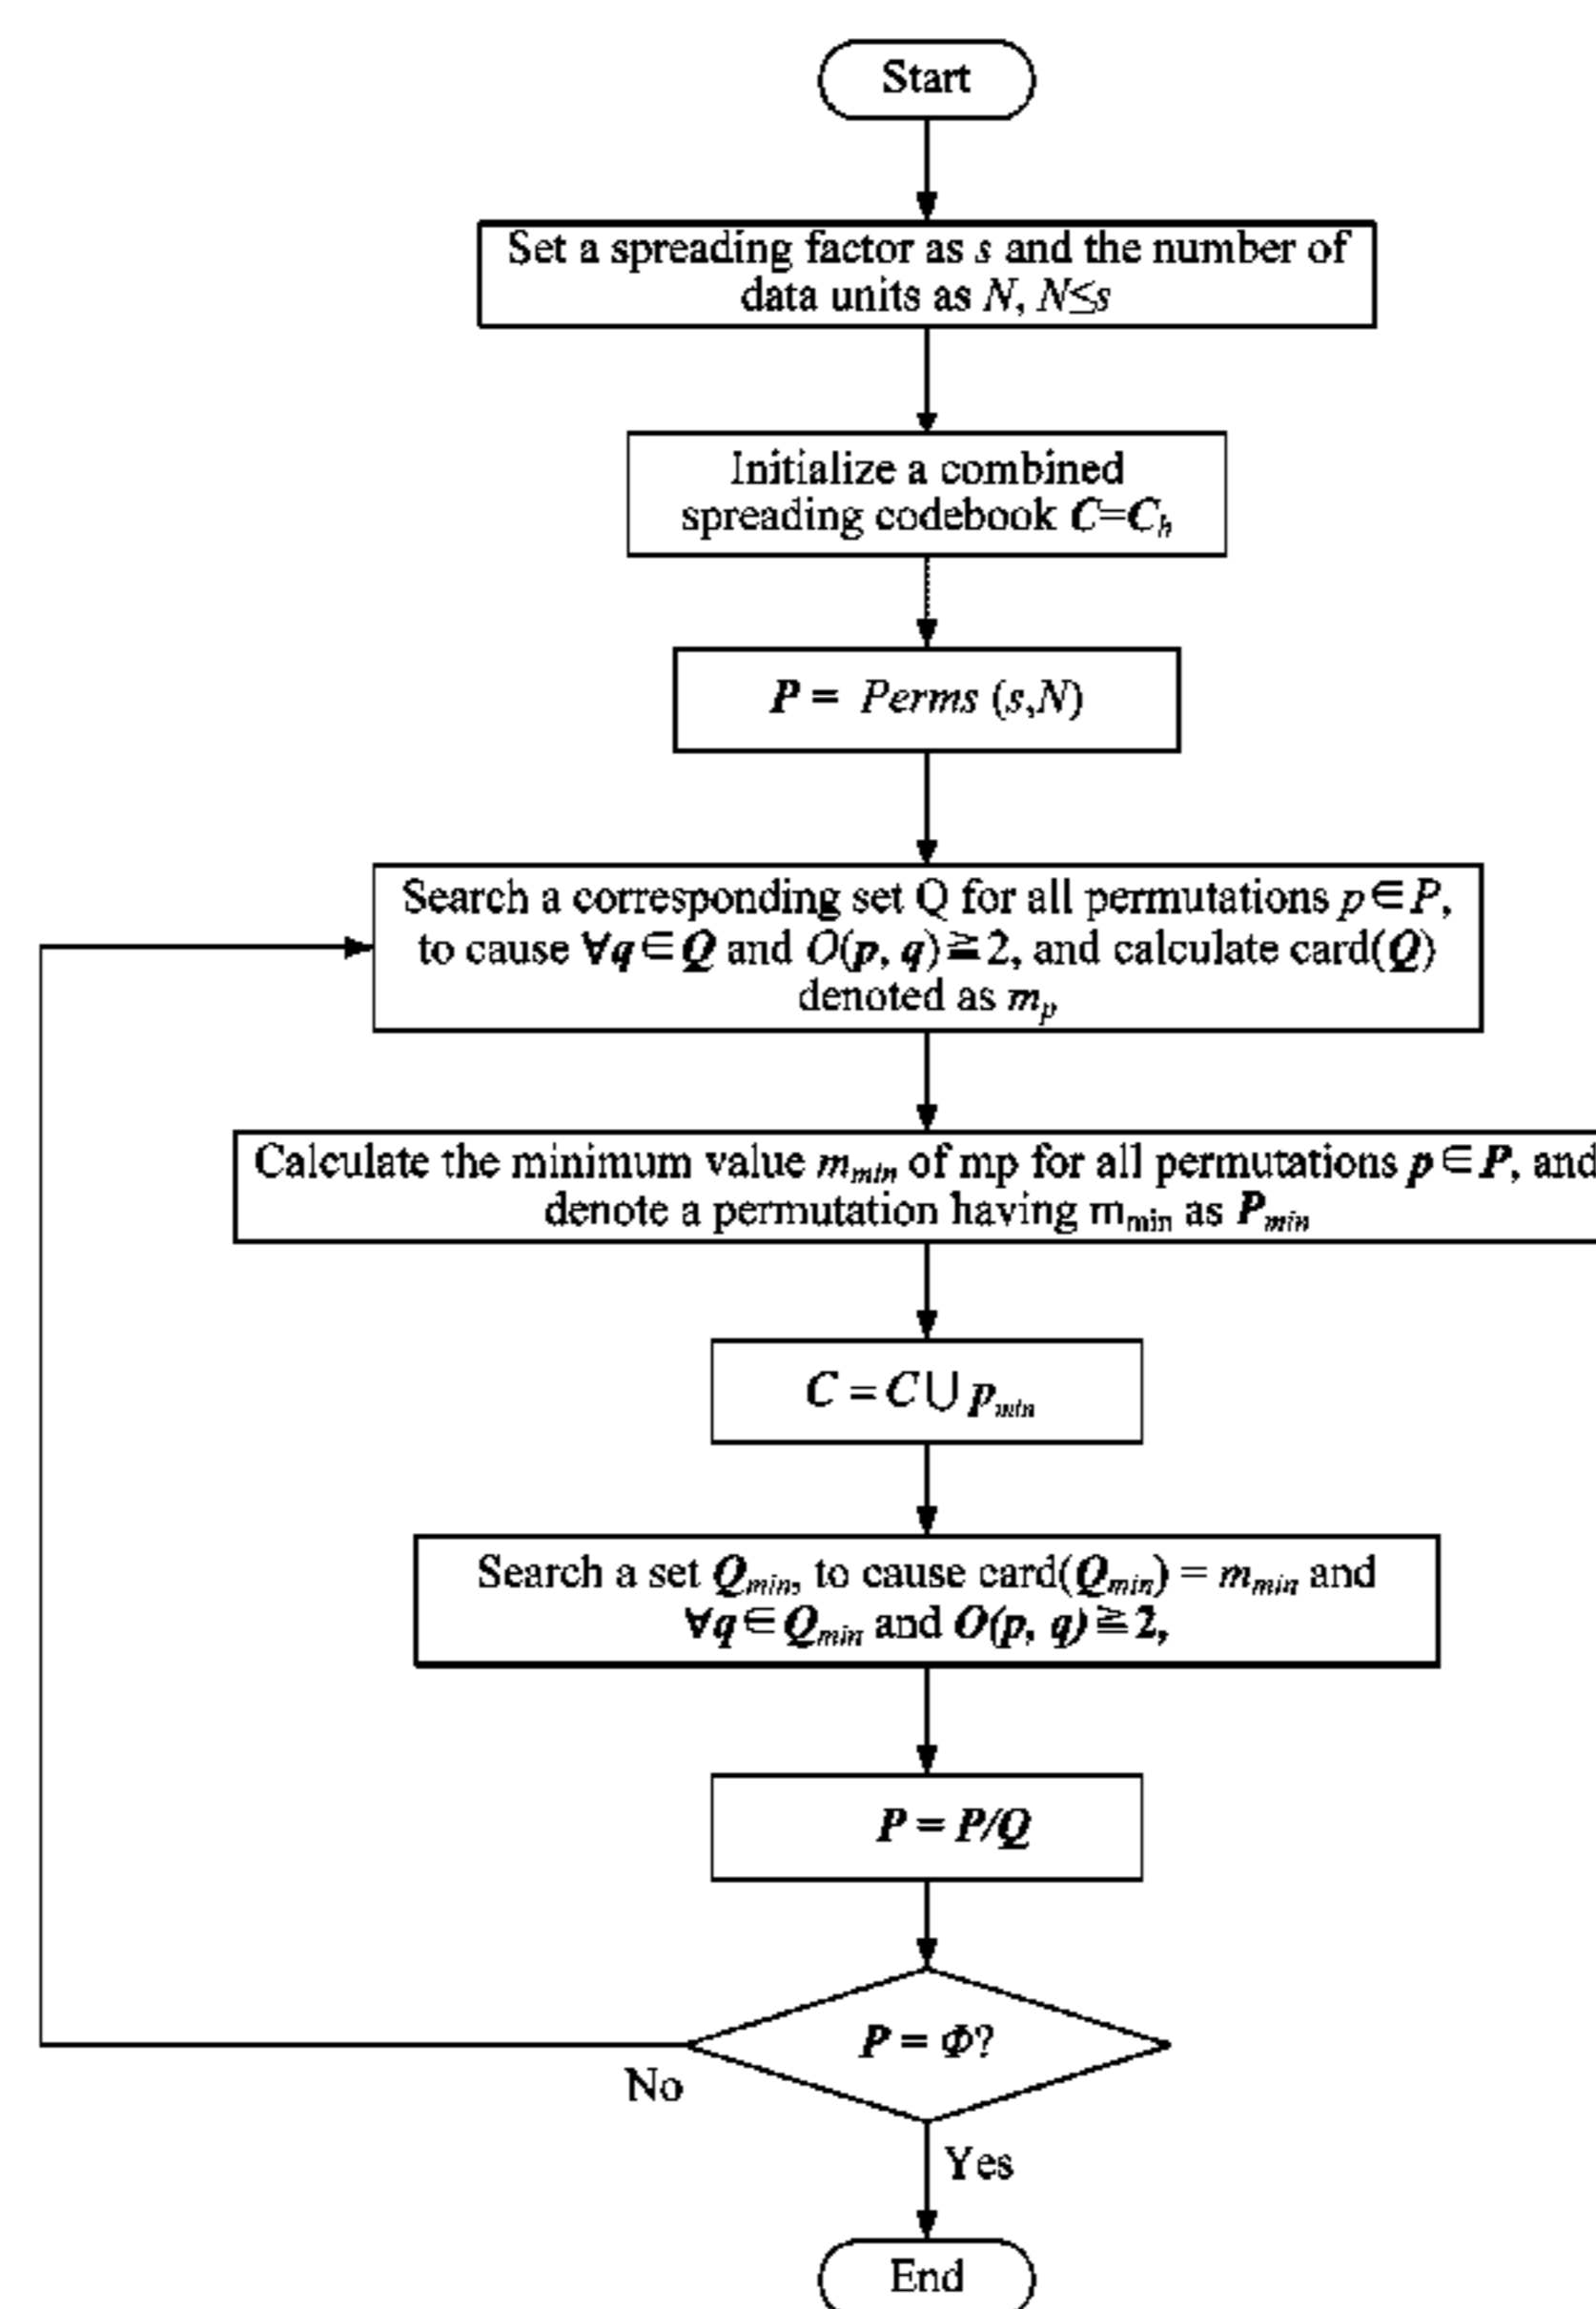 Start
Set a spreading factor as s and the number of
data units as N, N≤s
Initialize a combined
spreading codebook C=C_h
P = Perms (s,N)
Search a corresponding set Q for all permutations p∈P,
to cause ∀q∈Q and O(p, q)≧2, and calculate card(Q)
denoted as m_p
Calculate the minimum value m_min of mp for all permutations p∈P, and
denote a permutation having m_min as P_min
C = C∪p_min
Search a set Q_min, to cause card(Q_min) = m_min and
∀q∈Q_min and O(p, q)≧2,
P = P/Q
P = Φ?
No
Yes
End